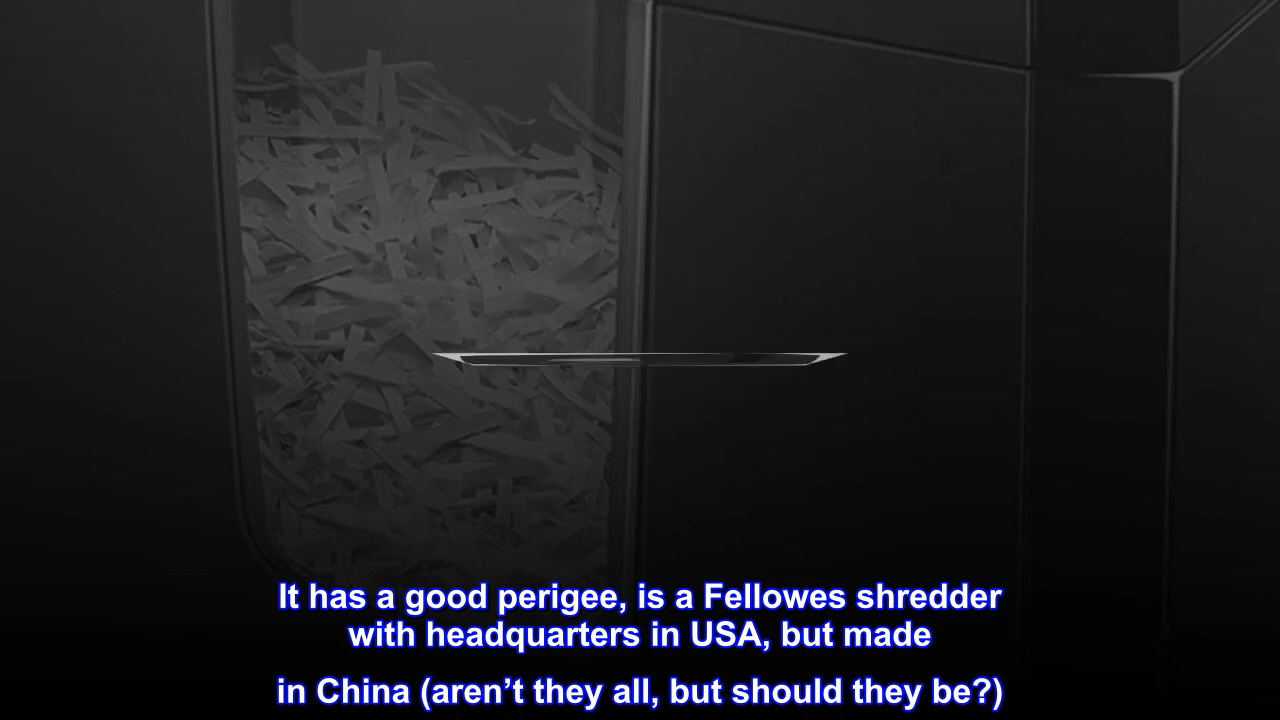 It has a good perigee, is a Fellowes shredder
with headquarters in USA, but made
in China (aren’t they all, but should they be?)